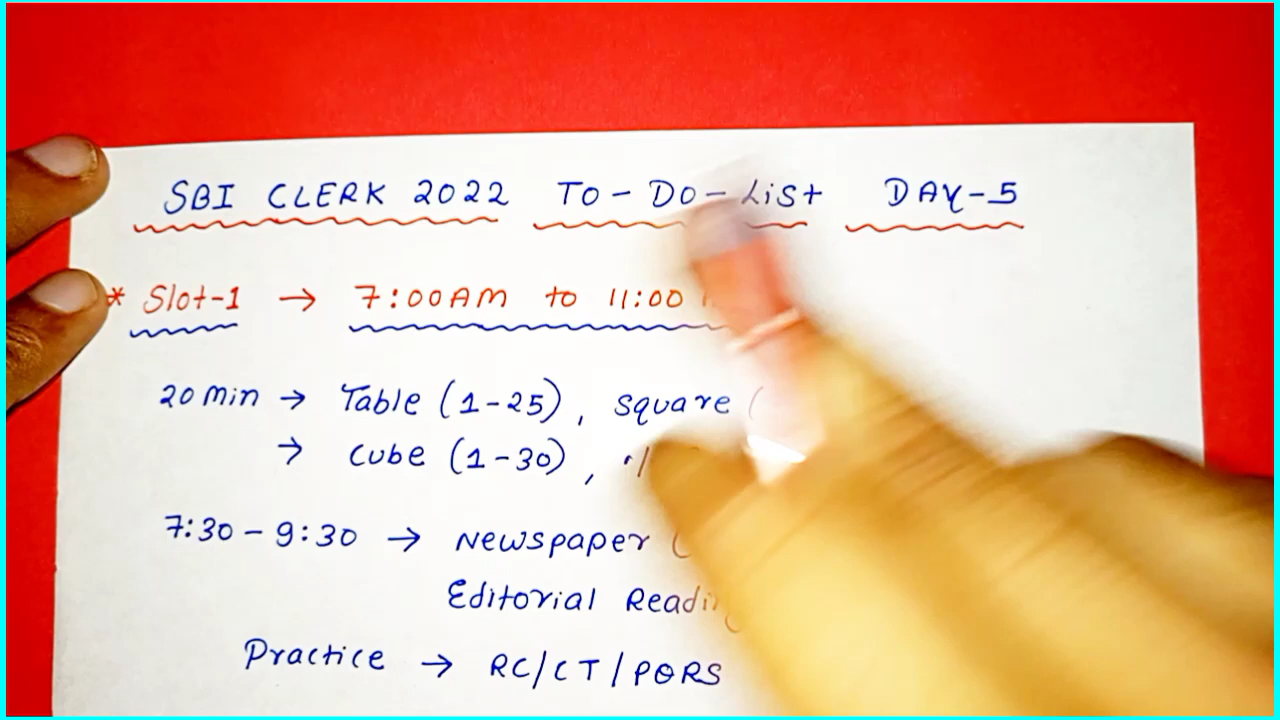 SBI CLERK 2022 TO-DO-List DAY-5
* Slot-1 → 7:00AM to 11:00
20 min → Table (1-25), square (
→ cube (1-30),
7:30-9:30 → Newspaper (
Editorial Reading
Practice → RC/CT/PQRS